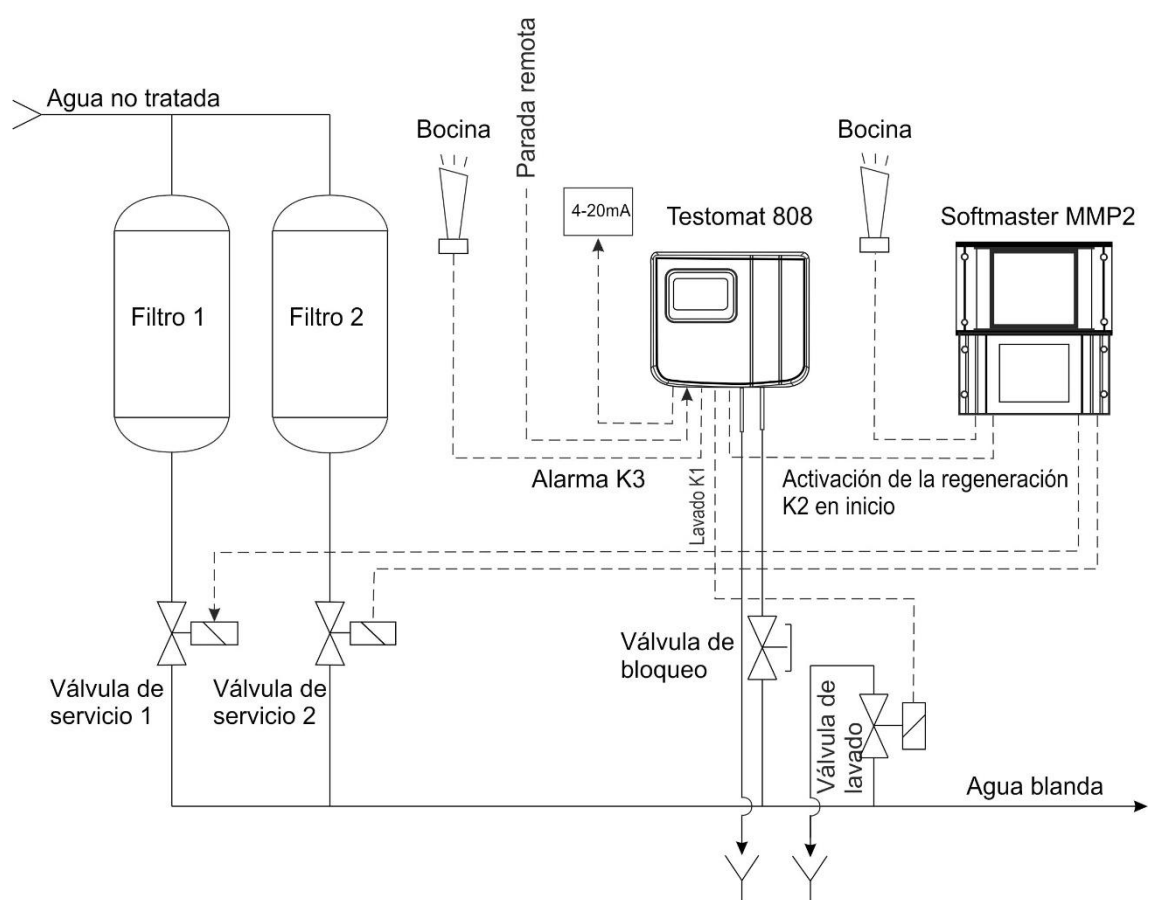 Agua no tratada
Parada remota
Bocina
Bocina
4-20mA
Testomat 808
Softmaster MMP2
Filtro 1
Filtro 2
Alarma K3
Lavado K1
Activación de la regeneración
K2 en inicio
Válvula de
servicio 1
Válvula de
servicio 2
Válvula de
bloqueo
Válvula de
lavado
Agua blanda